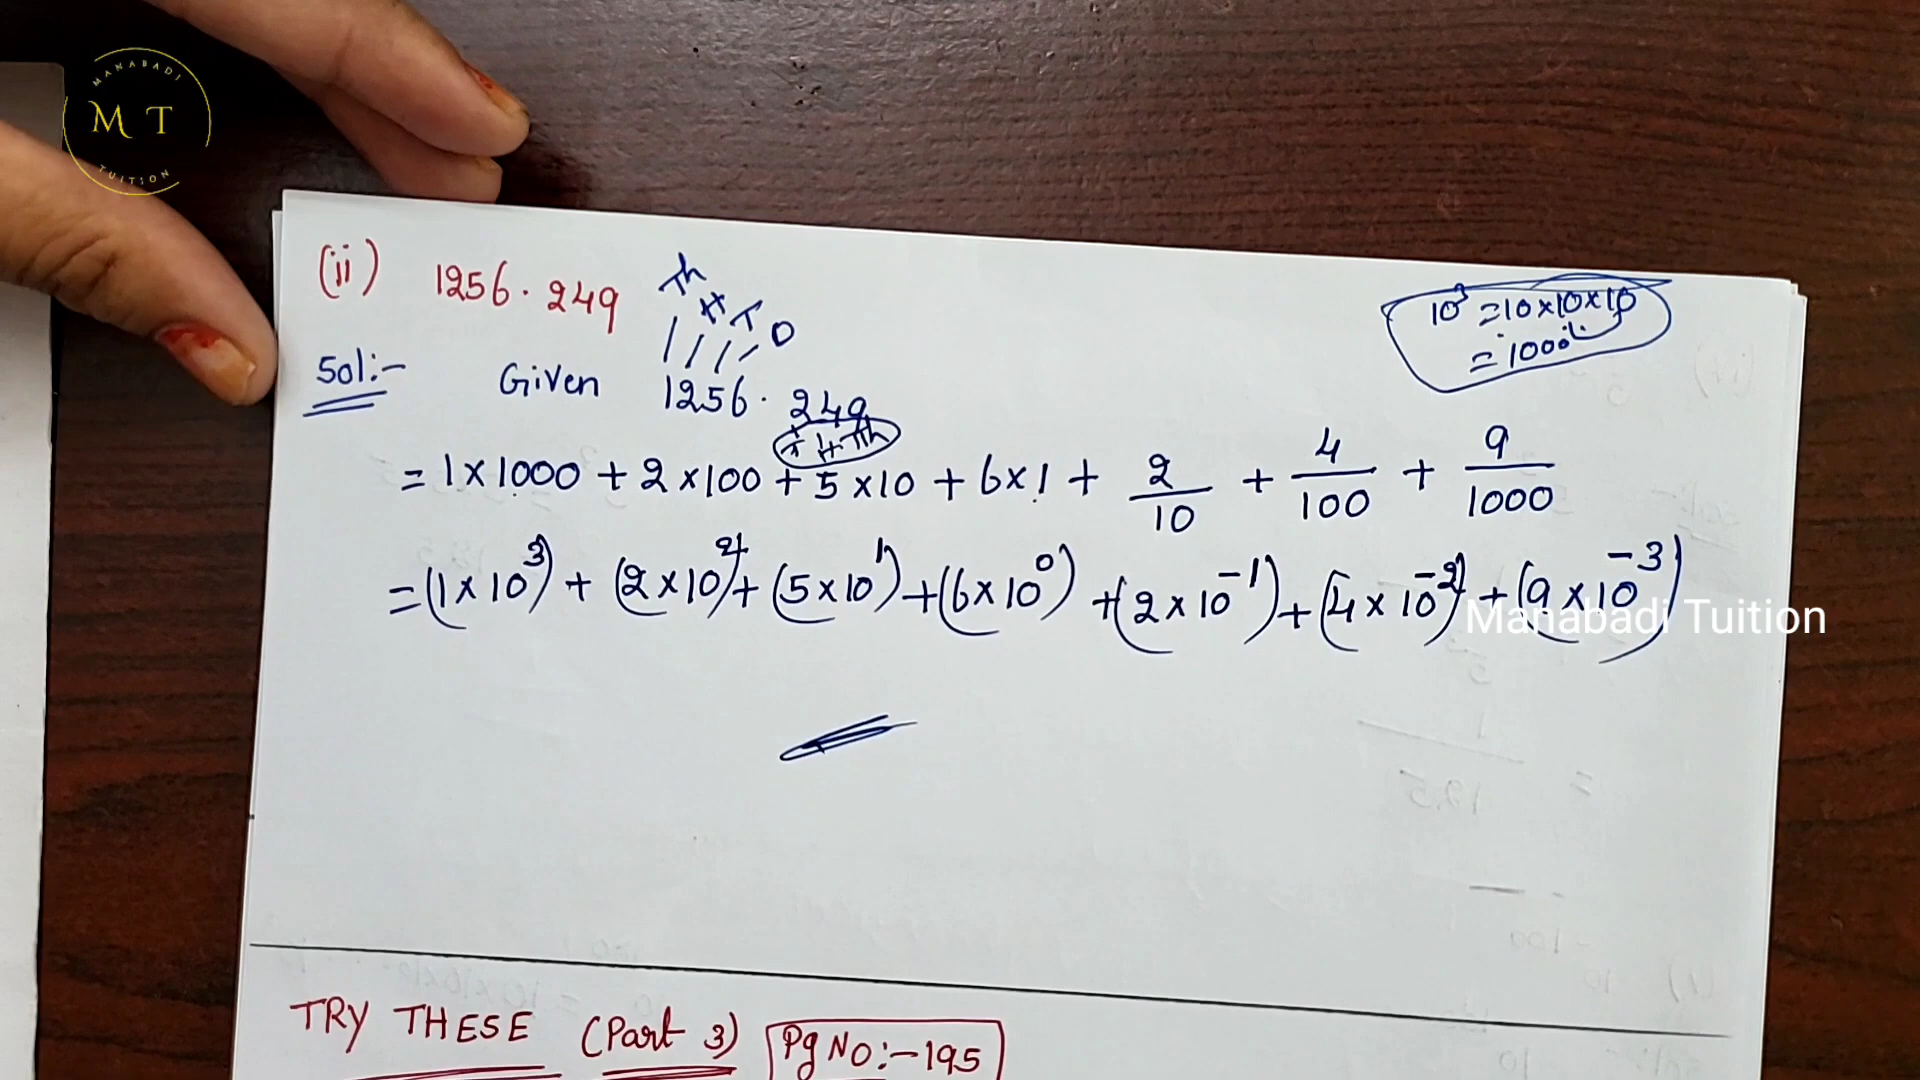 MANABADI
M T
TUITION
(ii) 1256.249
Th H T O
10³ = 10×10×10
= 1000
Sol:- Given 1256.249
T H Th
= 1×1000 + 2×100 + 5×10 + 6×1 + 2/10 + 4/100 + 9/1000
= (1×10³) + (2×10²) + (5×10¹) + (6×10⁰) + (2×10⁻¹) + (4×10⁻²) + (9×10⁻³)
Manabadi Tuition
TRY THESE (Part 3) Pg No:-195